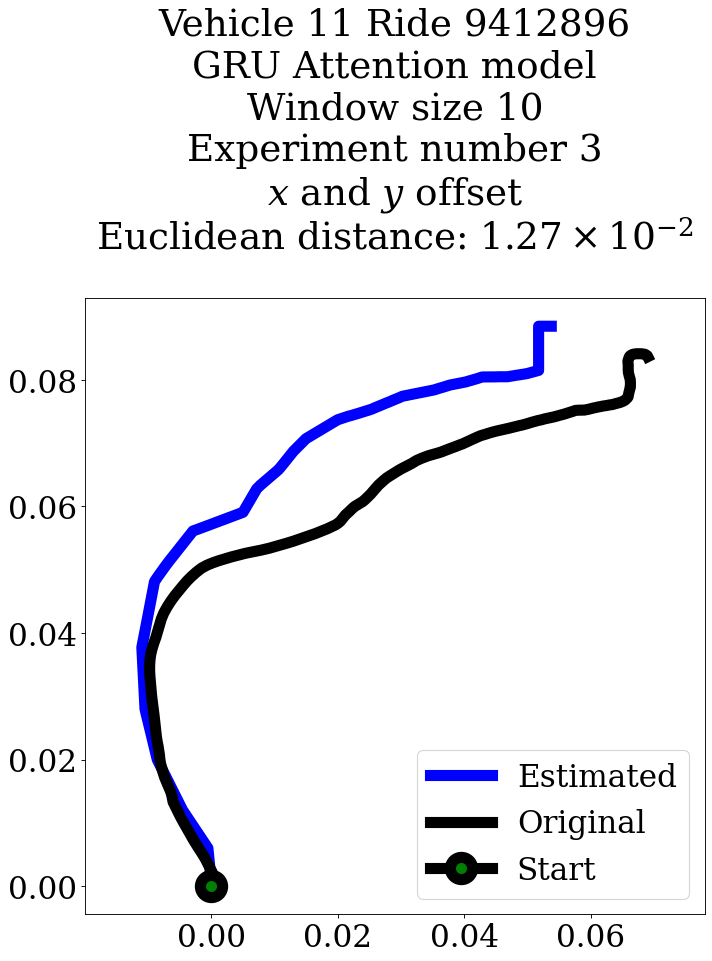 Vehicle 11 Ride 9412896
GRU Attention model
Window size 10
Experiment number 3
x and y offset
Euclidean distance: 1.27 × 10⁻²
0.08
0.06
0.04
0.02
0.00
Estimated
Original
Start
0.00 0.02 0.04 0.06